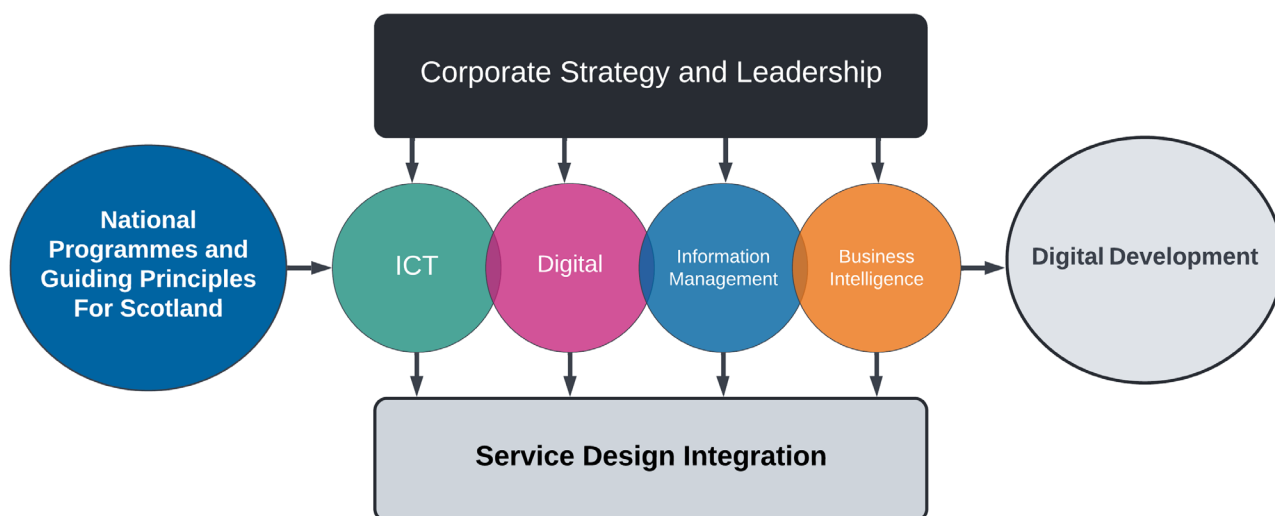 Corporate Strategy and Leadership
National
Programmes and
Guiding Principles
For Scotland
ICT
Digital
Information
Management
Business
Intelligence
Digital Development
Service Design Integration